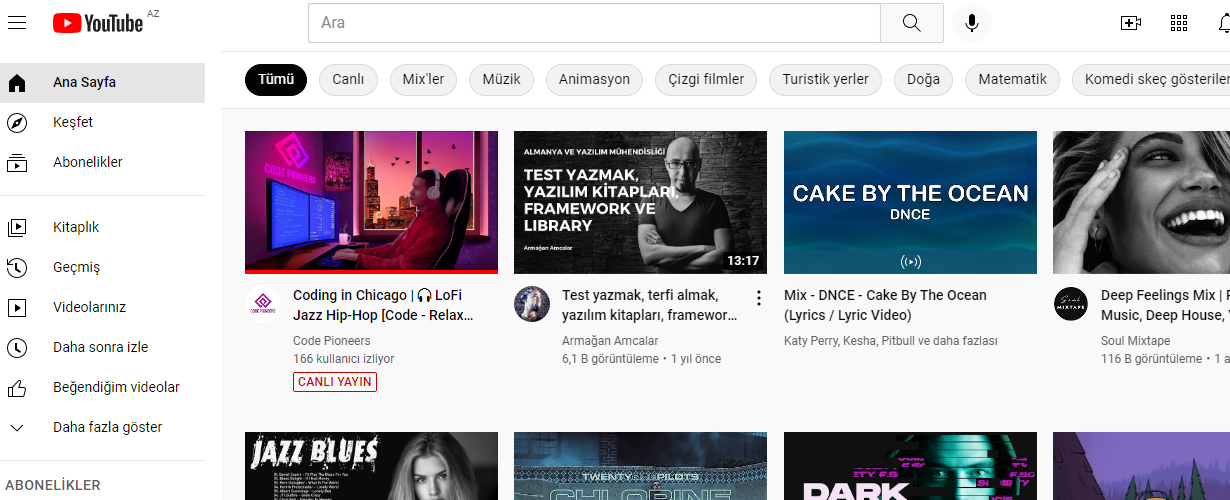 YouTube AZ
Ara
Ana Sayfa
Keşfet
Abonelikler
Kitaplık
Geçmiş
Videolarınız
Daha sonra izle
Beğendiğim videolar
Daha fazla göster
ABONELİKLER
Tümü Canlı Mix'ler Müzik Animasyon Çizgi filmler Turistik yerler Doğa Matematik Komedi skeç gösteriler
CODE PIONEERS
Coding in Chicago | 🎧 LoFi
Jazz Hip-Hop [Code - Relax...
Code Pioneers
166 kullanıcı izliyor
CANLI YAYIN
ALMANYA VE YAZILIM MÜHENDİSLİĞİ
TEST YAZMAK,
YAZILIM KİTAPLARI,
FRAMEWORK VE
LIBRARY
Armağan Amcalar
13:17
Test yazmak, terfi almak,
yazılım kitapları, framewor...
Armağan Amcalar
6,1 B görüntüleme • 1 yıl önce
CAKE BY THE OCEAN
DNCE
Mix - DNCE - Cake By The Ocean
(Lyrics / Lyric Video)
Katy Perry, Kesha, Pitbull ve daha fazlası
Soul
MIXTAPE
Deep Feelings Mix |
Music, Deep House,
Soul Mixtape
116 B görüntüleme • 1
JAZZ BLUES
TWENTY ONE PILOTS
CHLORINE
DARK